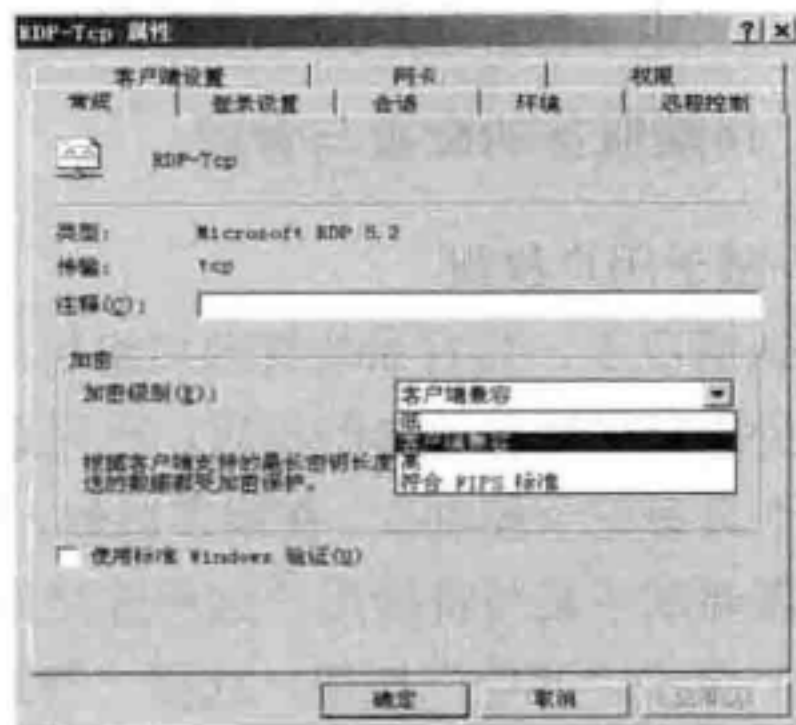 RDP-Tcp 属性
客户端设置 网卡 权限
常规 登录设置 会话 环境 远程控制
RDP-Tcp
类型： Microsoft RDP 5.2
传输： tcp
注释(C)：
加密
加密级别(E)： 客户端兼容
低
客户端兼容
根据客户端支持的最长密钥长度 高
送的数据都受加密保护。 符合 FIPS 标准
使用标准 Windows 验证(U)
确定 取消